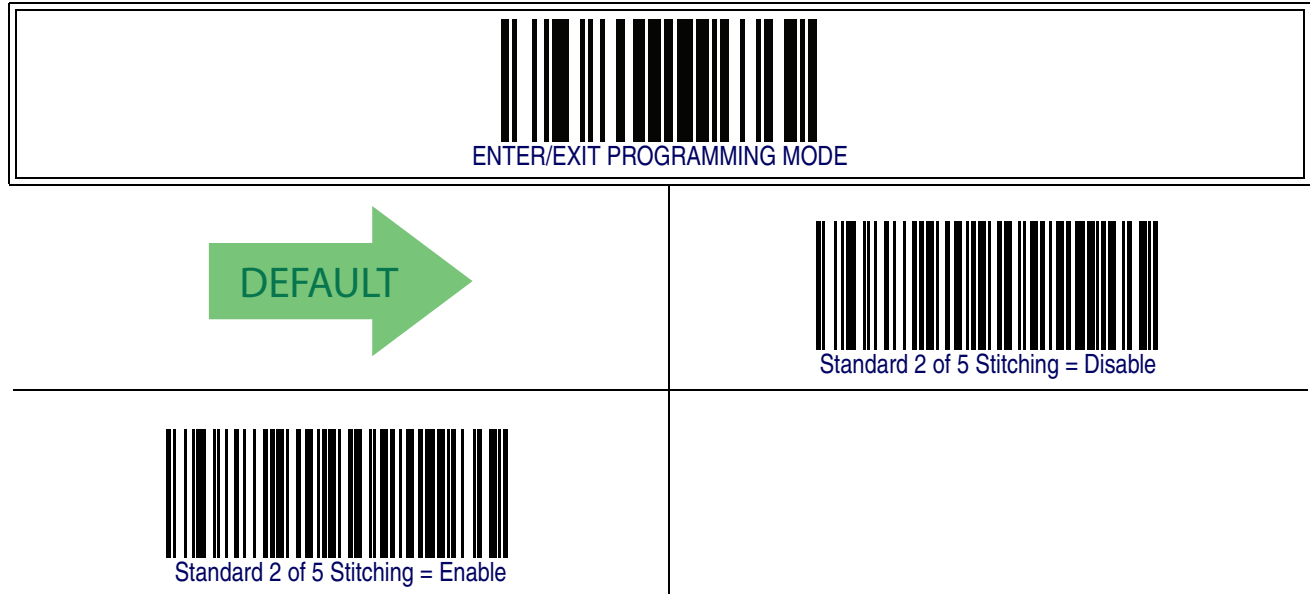 ENTER/EXIT PROGRAMMING MODE
DEFAULT
Standard 2 of 5 Stitching = Disable
Standard 2 of 5 Stitching = Enable